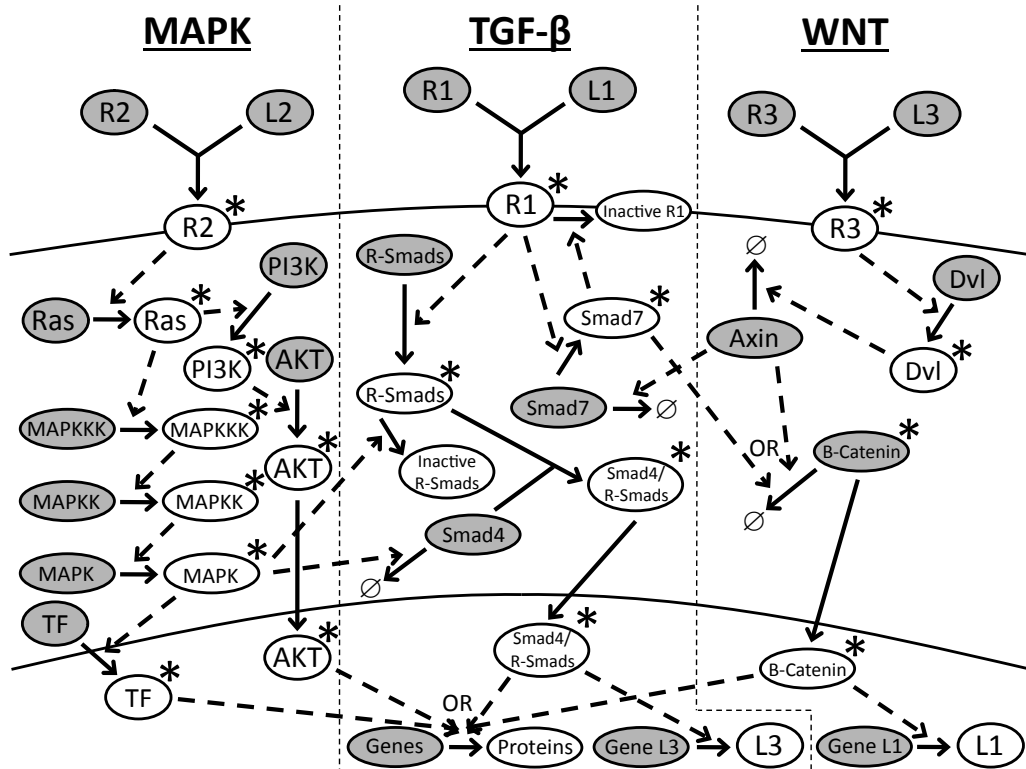 MAPK
TGF-β
WNT
R2
L2
R1
L1
R3
L3
R2 *
R1 *
Inactive R1
R3 *
PI3K
R-Smads
∅
Dvl
Ras
Ras *
Smad7 *
Axin
PI3K *
AKT
Dvl *
R-Smads *
Smad7
∅
MAPKKK
MAPKKK *
OR
B-Catenin *
AKT *
Inactive
R-Smads
Smad4/
R-Smads *
MAPKK
MAPKK *
Smad4
∅
MAPK
MAPK *
∅
TF
AKT *
Smad4/
R-Smads *
B-Catenin *
TF *
OR
Genes
Proteins
Gene L3
L3
Gene L1
L1